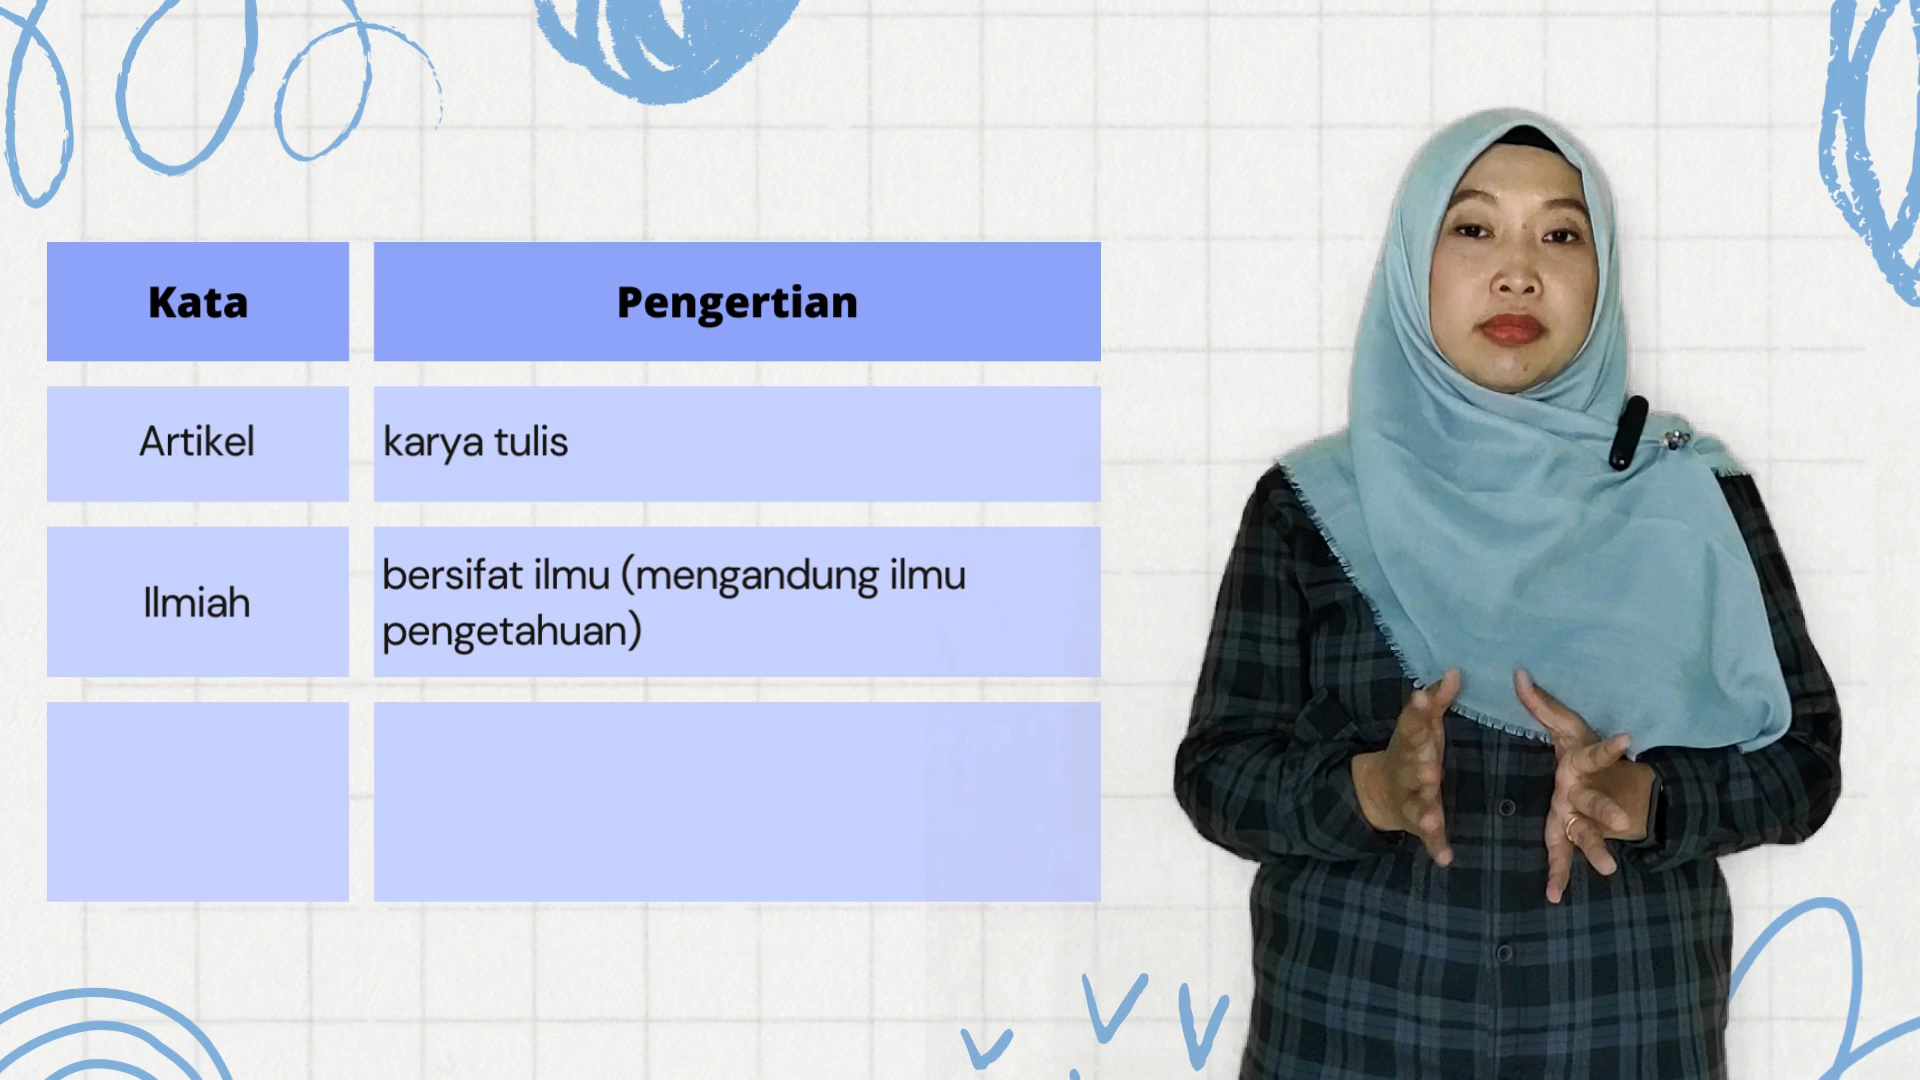 Kata
Pengertian
Artikel
karya tulis
Ilmiah
bersifat ilmu (mengandung ilmu
pengetahuan)